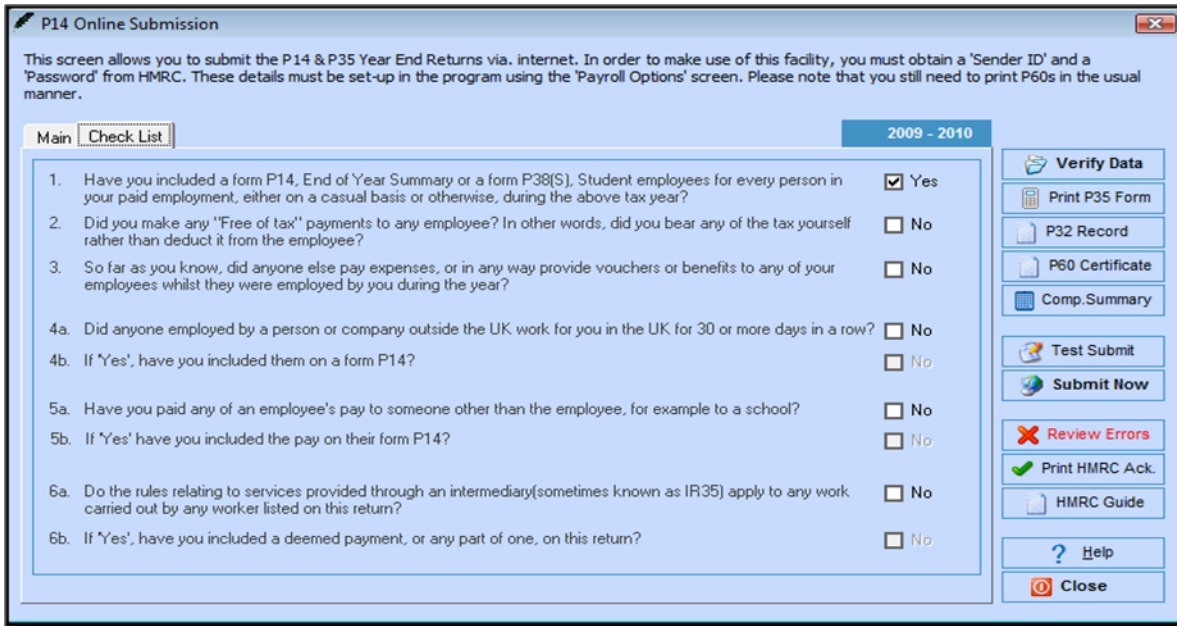 P14 Online Submission
This screen allows you to submit the P14 & P35 Year End Returns via. internet. In order to make use of this facility, you must obtain a 'Sender ID' and a
'Password' from HMRC. These details must be set-up in the program using the 'Payroll Options' screen. Please note that you still need to print P60s in the usual
manner.
Main Check List 2009 - 2010
1. Have you included a form P14, End of Year Summary or a form P38(S), Student employees for every person in Yes
your paid employment, either on a casual basis or otherwise, during the above tax year?
2. Did you make any "Free of tax" payments to any employee? In other words, did you bear any of the tax yourself No
rather than deduct it from the employee?
3. So far as you know, did anyone else pay expenses, or in any way provide vouchers or benefits to any of your No
employees whilst they were employed by you during the year?
4a. Did anyone employed by a person or company outside the UK work for you in the UK for 30 or more days in a row? No
4b. If 'Yes', have you included them on a form P14? No
5a. Have you paid any of an employee's pay to someone other than the employee, for example to a school? No
5b. If 'Yes' have you included the pay on their form P14? No
6a. Do the rules relating to services provided through an intermediary(sometimes known as IR35) apply to any work No
carried out by any worker listed on this return?
6b. If 'Yes', have you included a deemed payment, or any part of one, on this return? No
Verify Data
Print P35 Form
P32 Record
P60 Certificate
Comp.Summary
Test Submit
Submit Now
Review Errors
Print HMRC Ack.
HMRC Guide
Help
Close